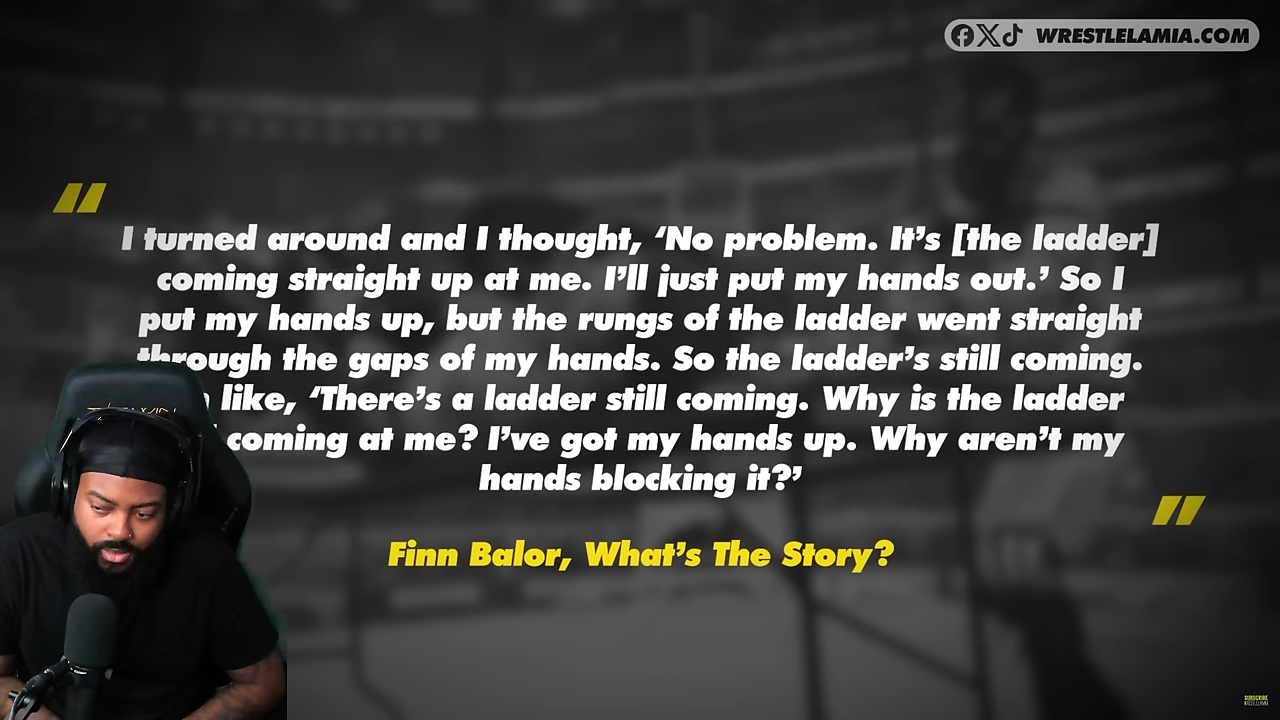 WRESTLELAMIA.COM
"
I turned around and I thought, ‘No problem. It’s [the ladder]
coming straight up at me. I’ll just put my hands out.’ So I
put my hands up, but the rungs of the ladder went straight
through the gaps of my hands. So the ladder’s still coming.
like, ‘There’s a ladder still coming. Why is the ladder
coming at me? I’ve got my hands up. Why aren’t my
hands blocking it?’
"
Finn Balor, What’s The Story?
SUBSCRIBE
WRESTLELAMIA